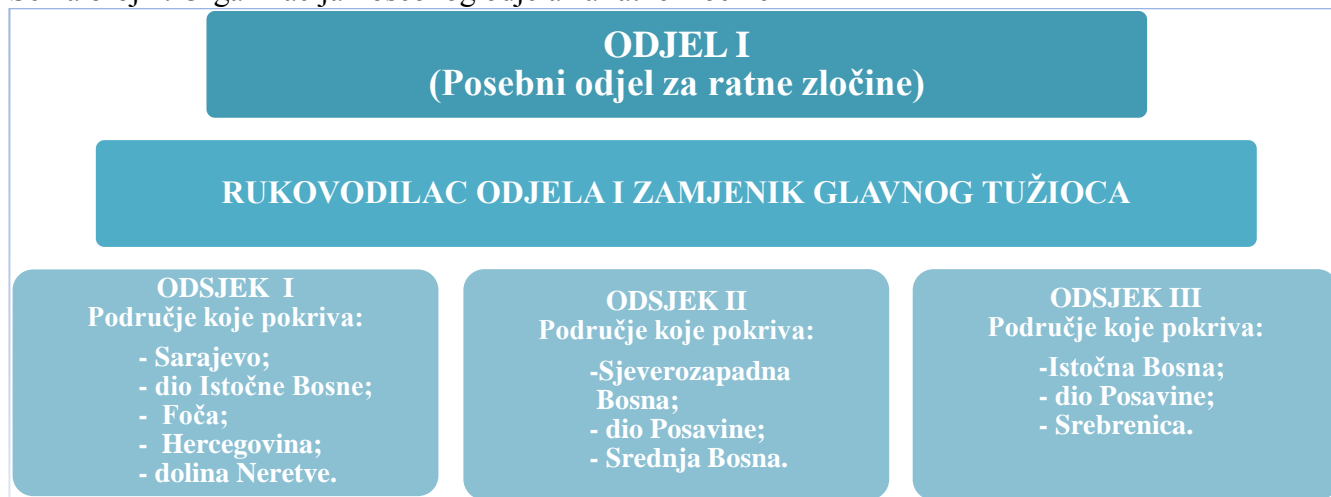 ODJEL I
(Posebni odjel za ratne zločine)
RUKOVODILAC ODJELA I ZAMJENIK GLAVNOG TUŽIOCA
ODSJEK I
Područje koje pokriva:
- Sarajevo;
- dio Istočne Bosne;
- Foča;
- Hercegovina;
- dolina Neretve.
ODSJEK II
Područje koje pokriva:
-Sjeverozapadna
Bosna;
- dio Posavine;
- Srednja Bosna.
ODSJEK III
Područje koje pokriva:
-Istočna Bosna;
- dio Posavine;
- Srebrenica.